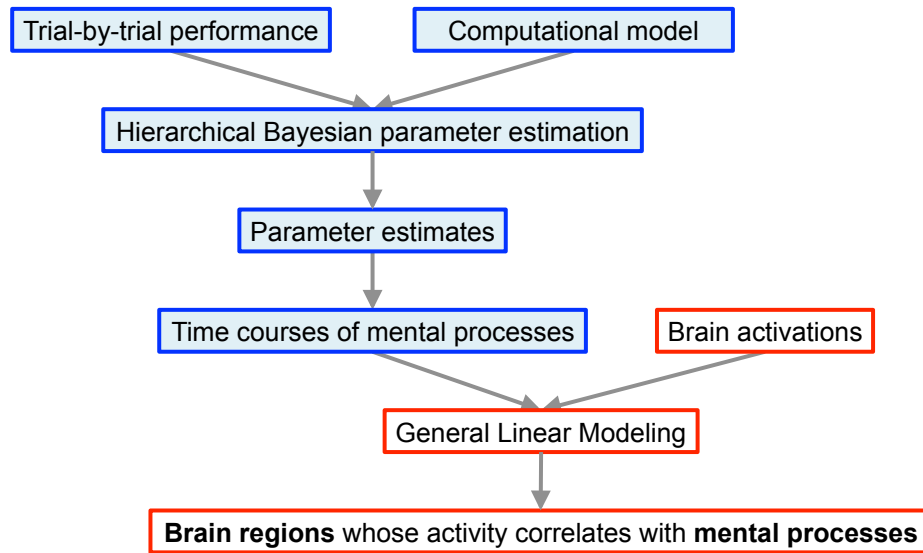 Trial-by-trial performance
Computational model
Hierarchical Bayesian parameter estimation
Parameter estimates
Time courses of mental processes
Brain activations
General Linear Modeling
Brain regions whose activity correlates with mental processes